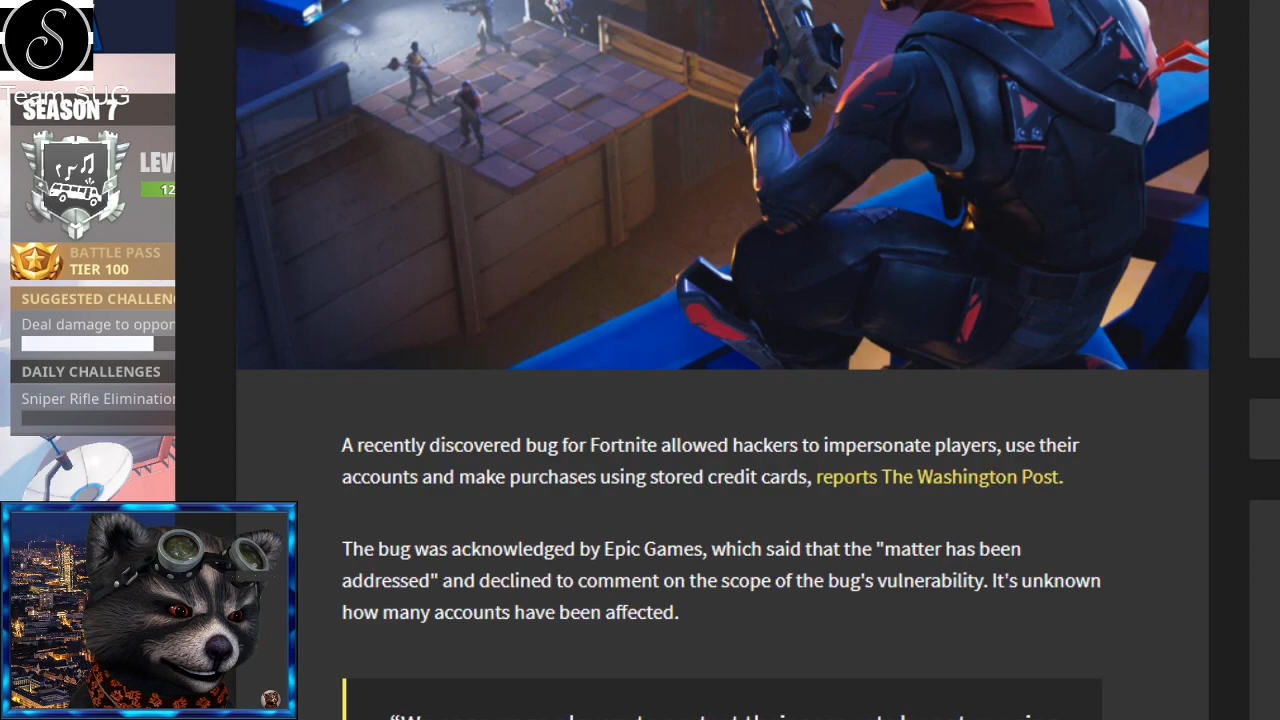 S
Team SUG
SEASON 7
LEV
12
BATTLE PASS
TIER 100
SUGGESTED CHALLEN
Deal damage to oppon
DAILY CHALLENGES
Sniper Rifle Elimination
A recently discovered bug for Fortnite allowed hackers to impersonate players, use their
accounts and make purchases using stored credit cards, reports The Washington Post.
The bug was acknowledged by Epic Games, which said that the "matter has been
addressed" and declined to comment on the scope of the bug's vulnerability. It's unknown
how many accounts have been affected.